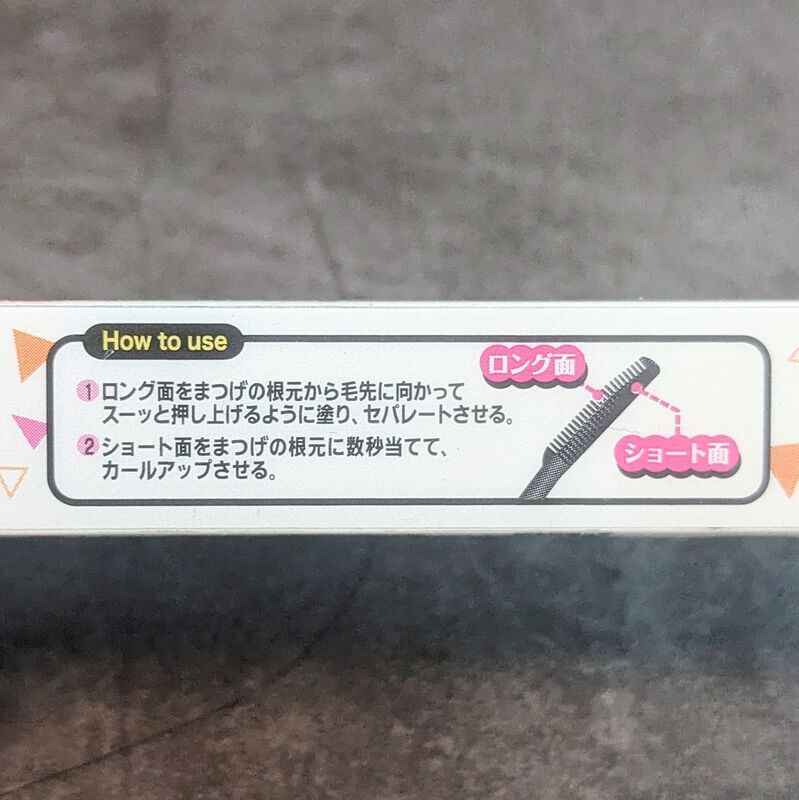 How to use
1 ロング面をまつげの根元から毛先に向かって
スーッと押し上げるように塗り、セパレートさせる。
2 ショート面をまつげの根元に数秒当てて、
カールアップさせる。
ロング面
ショート面